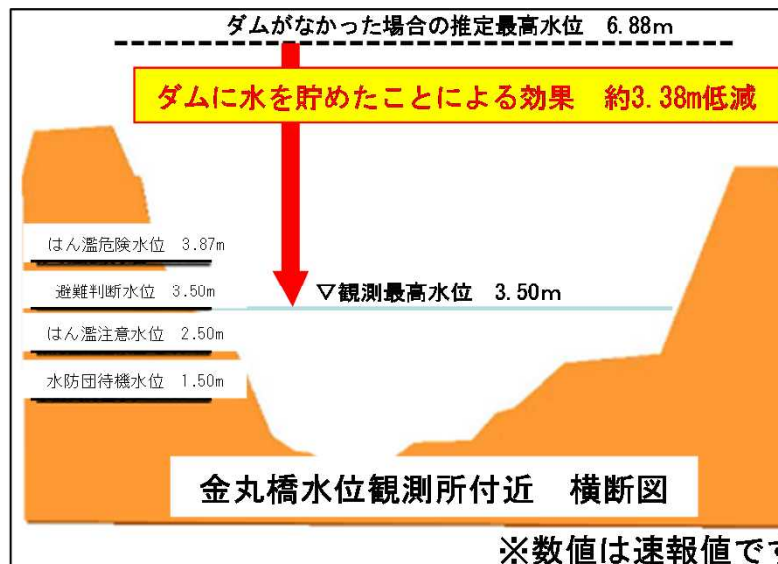 ダムがなかった場合の推定最高水位 6.88m
ダムに水を貯めたことによる効果 約3.38m低減
はん濫危険水位 3.87m
避難判断水位 3.50m
▽観測最高水位 3.50m
はん濫注意水位 2.50m
水防団待機水位 1.50m
金丸橋水位観測所付近 横断図
※数値は速報値です